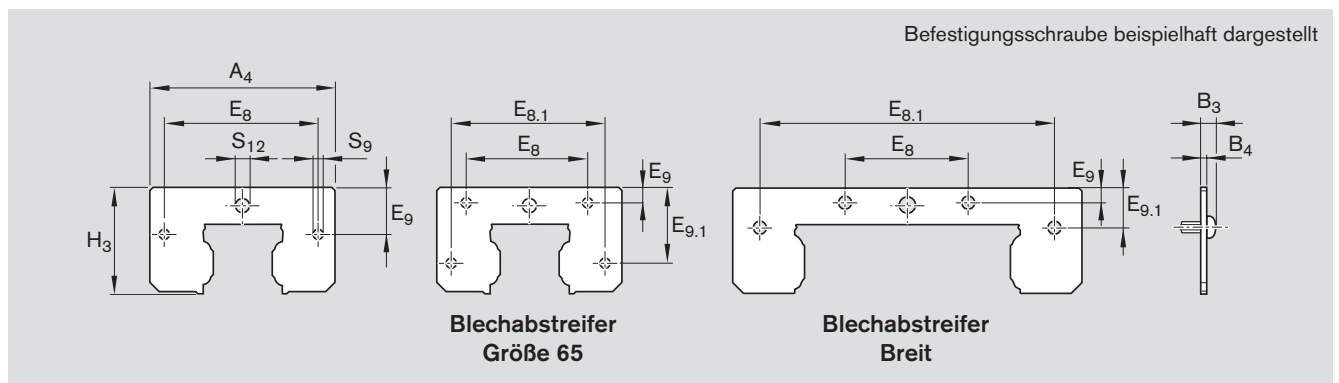 Befestigungsschraube beispielhaft dargestellt
A4
E8
S12
S9
E9
H3
E8.1
E8
E9
E9.1
Blechabstreifer
Größe 65
E8.1
E8
E9
E9.1
Blechabstreifer
Breit
B3
B4